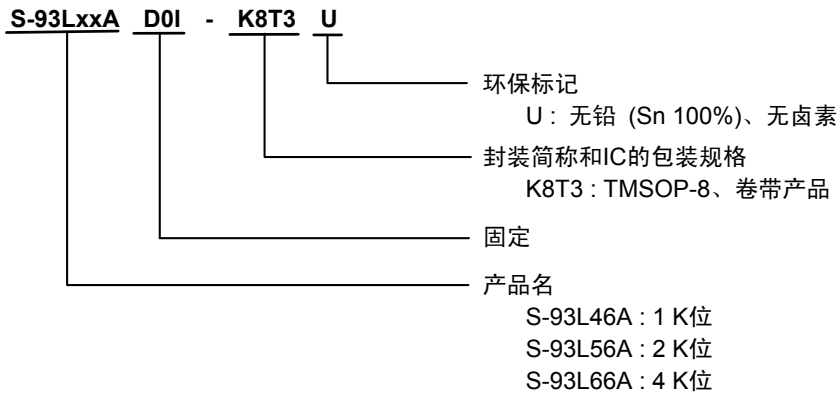 S-93LxxA D0I - K8T3 U
环保标记
U : 无铅 (Sn 100%)、无卤素
封装简称和IC的包装规格
K8T3 : TMSOP-8、卷带产品
固定
产品名
S-93L46A : 1 K位
S-93L56A : 2 K位
S-93L66A : 4 K位